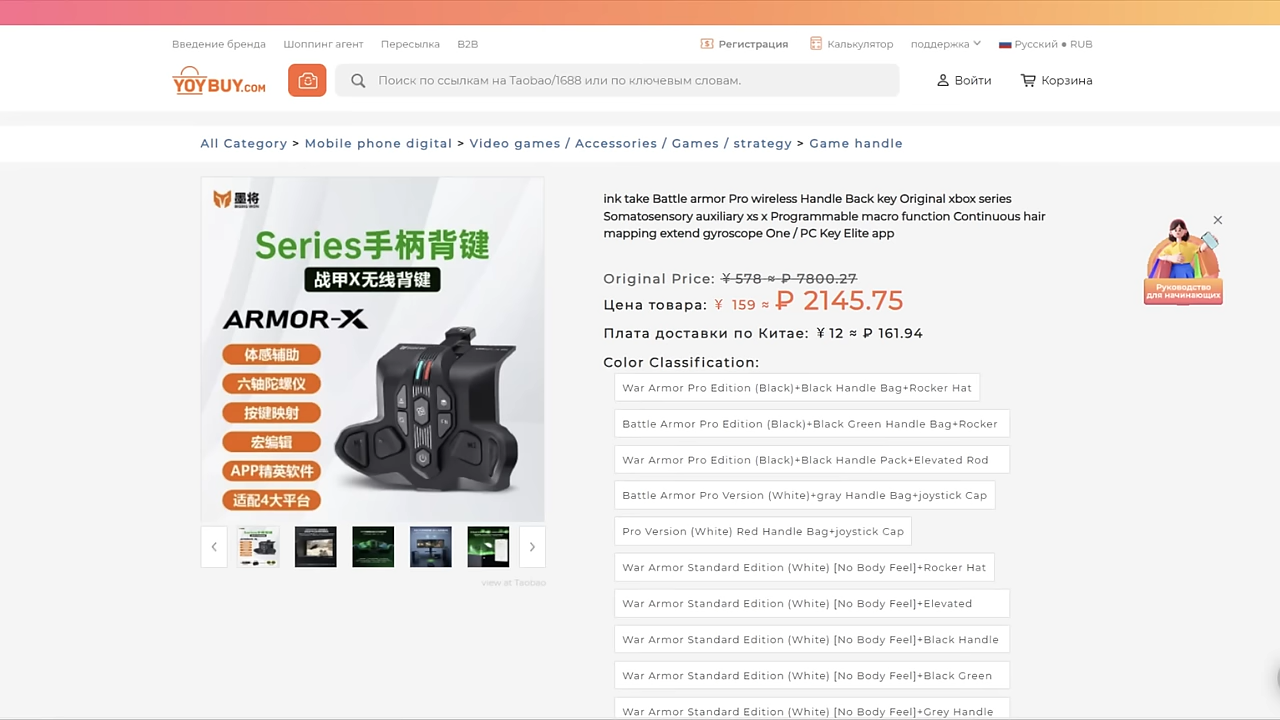 Введение бренда Шоппинг агент Пересылка B2B Регистрация Калькулятор поддержка Русский ● RUB
YOYBUY.COM Поиск по ссылкам на Taobao/1688 или по ключевым словам. Войти Корзина
All Category > Mobile phone digital > Video games / Accessories / Games / strategy > Game handle
墨将
Series手柄背键
战甲X无线背键
ARMOR-X
体感辅助
六轴陀螺仪
按键映射
宏编辑
APP精英软件
适配4大平台
view at Taobao
ink take Battle armor Pro wireless Handle Back key Original xbox series
Somatosensory auxiliary xs x Programmable macro function Continuous hair
mapping extend gyroscope One / PC Key Elite app
Original Price: ¥ 578 ≈ ₽ 7800.27
Цена товара: ¥ 159 ≈ ₽ 2145.75
Плата доставки по Китае: ¥ 12 ≈ ₽ 161.94
Color Classification:
War Armor Pro Edition (Black)+Black Handle Bag+Rocker Hat
Battle Armor Pro Edition (Black)+Black Green Handle Bag+Rocker
War Armor Pro Edition (Black)+Black Handle Pack+Elevated Rod
Battle Armor Pro Version (White)+gray Handle Bag+joystick Cap
Pro Version (White) Red Handle Bag+joystick Cap
War Armor Standard Edition (White) [No Body Feel]+Rocker Hat
War Armor Standard Edition (White) [No Body Feel]+Elevated
War Armor Standard Edition (White) [No Body Feel]+Black Handle
War Armor Standard Edition (White) [No Body Feel]+Black Green
War Armor Standard Edition (White) [No Body Feel]+Grey Handle
Руководство
для начинающих